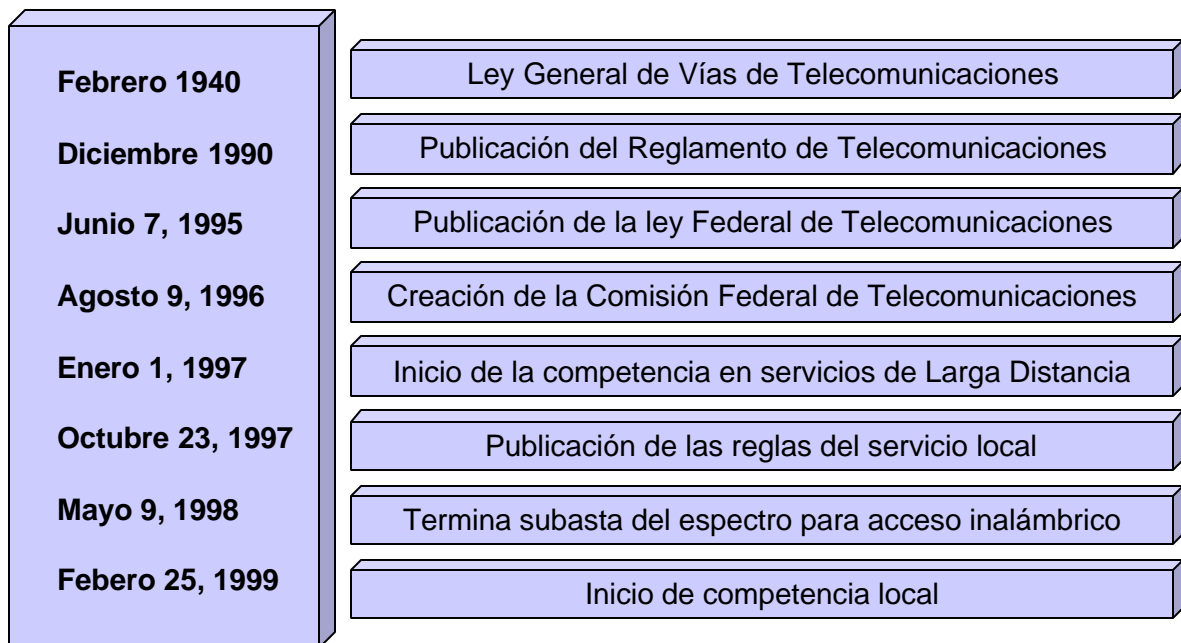 Febrero 1940
Ley General de Vías de Telecomunicaciones
Diciembre 1990
Publicación del Reglamento de Telecomunicaciones
Junio 7, 1995
Publicación de la ley Federal de Telecomunicaciones
Agosto 9, 1996
Creación de la Comisión Federal de Telecomunicaciones
Enero 1, 1997
Inicio de la competencia en servicios de Larga Distancia
Octubre 23, 1997
Publicación de las reglas del servicio local
Mayo 9, 1998
Termina subasta del espectro para acceso inalámbrico
Febero 25, 1999
Inicio de competencia local